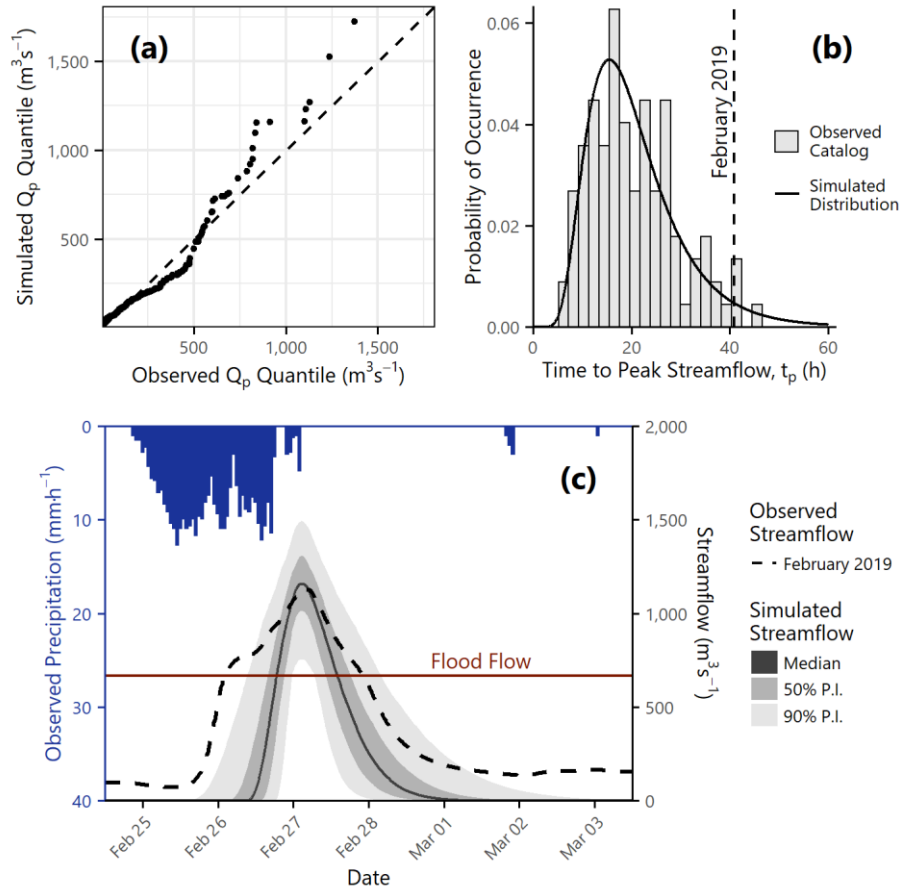 (a)
Simulated Qp Quantile (m³s⁻¹)
1,500
1,000
500
500
1,000
1,500
Observed Qp Quantile (m³s⁻¹)
(b)
February 2019
Probability of Occurrence
0.06
0.04
0.02
0.00
0
20
40
60
Time to Peak Streamflow, tp (h)
Observed
Catalog
Simulated
Distribution
(c)
Observed Precipitation (mm·h⁻¹)
0
10
20
30
40
2,000
1,500
1,000
500
0
Streamflow (m³s⁻¹)
Flood Flow
Feb 25
Feb 26
Feb 27
Feb 28
Mar 01
Mar 02
Mar 03
Date
Observed
Streamflow
February 2019
Simulated
Streamflow
Median
50% P.I.
90% P.I.